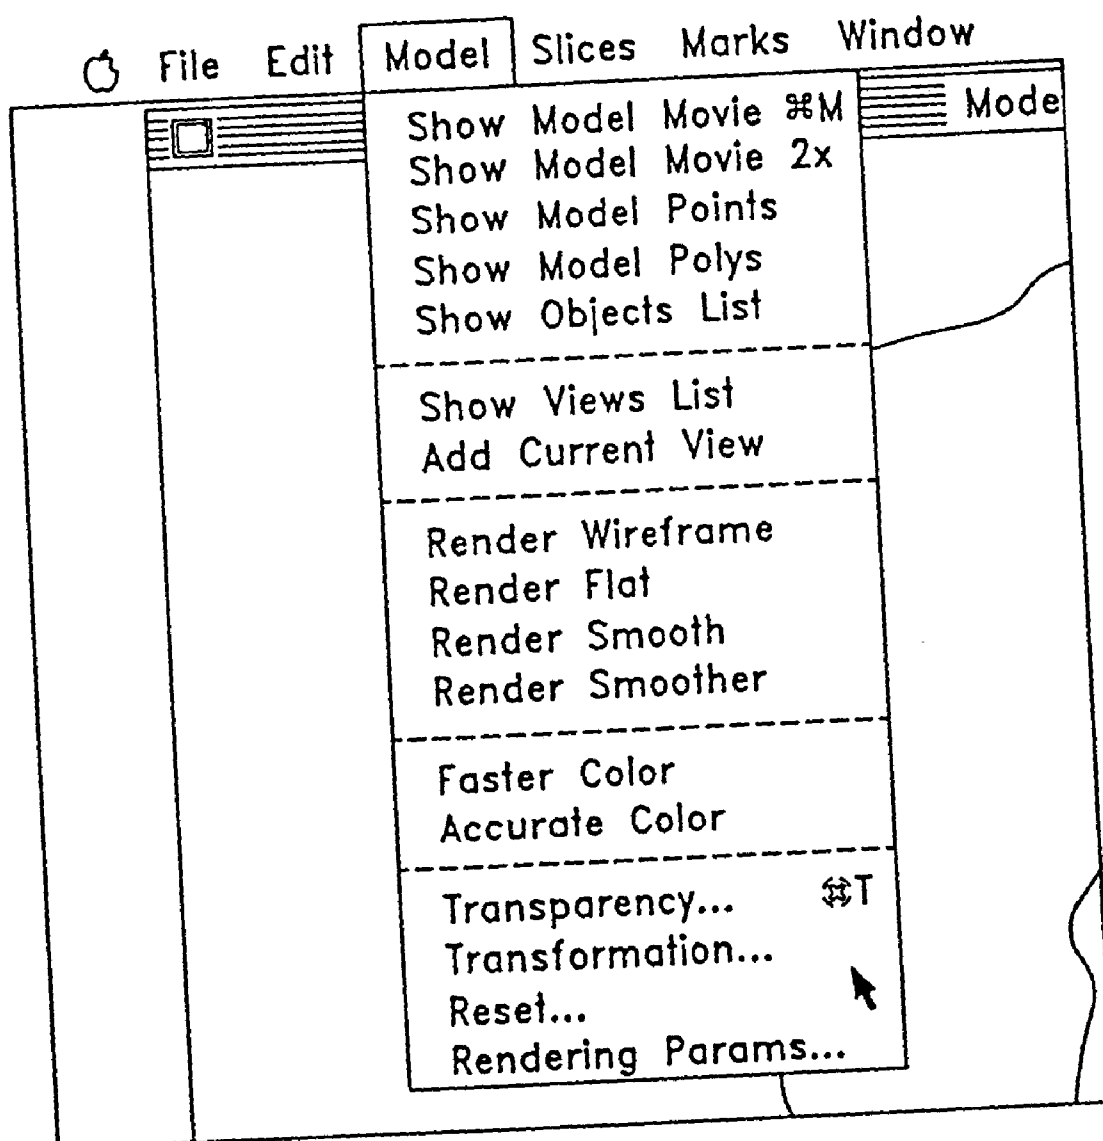 File Edit Model Slices Marks Window
Mode
Show Model Movie ⌘M
Show Model Movie 2x
Show Model Points
Show Model Polys
Show Objects List
Show Views List
Add Current View
Render Wireframe
Render Flat
Render Smooth
Render Smoother
Faster Color
Accurate Color
Transparency... ⌘T
Transformation...
Reset...
Rendering Params...